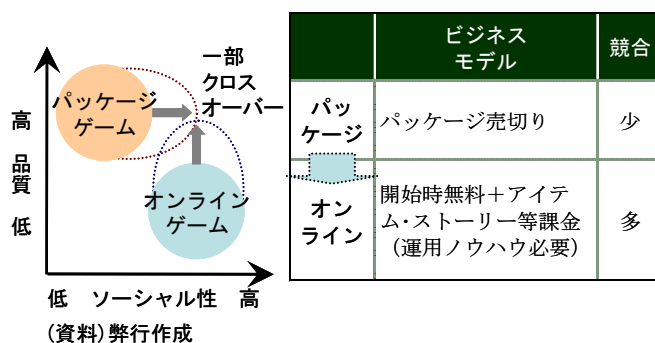 一部
クロス
オーバー
パッケージ
ゲーム
オンライン
ゲーム
高
品
質
低
低 ソーシャル性 高
(資料)弊行作成
ビジネス
モデル
競合
パッ
ケージ
パッケージ売切り
少
オン
ライン
開始時無料＋アイテ
ム・ストーリー等課金
（運用ノウハウ必要）
多